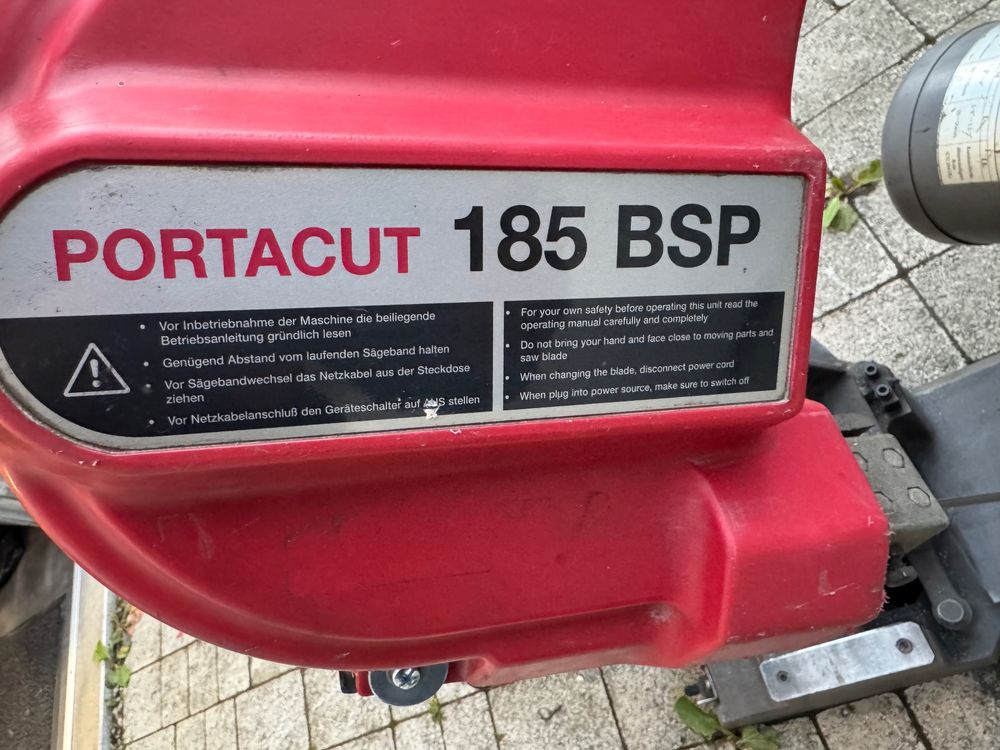 PORTACUT 185 BSP
• Vor Inbetriebnahme der Maschine die beiliegende
Betriebsanleitung gründlich lesen
• Genügend Abstand vom laufenden Sägeband halten
• Vor Sägebandwechsel das Netzkabel aus der Steckdose
ziehen
• Vor Netzkabelanschluß den Geräteschalter auf AUS stellen
• For your own safety before operating this unit read the
operating manual carefully and completely
• Do not bring your hand and face close to moving parts and
saw blade
• When changing the blade, disconnect power cord
• When plug into power source, make sure to switch off